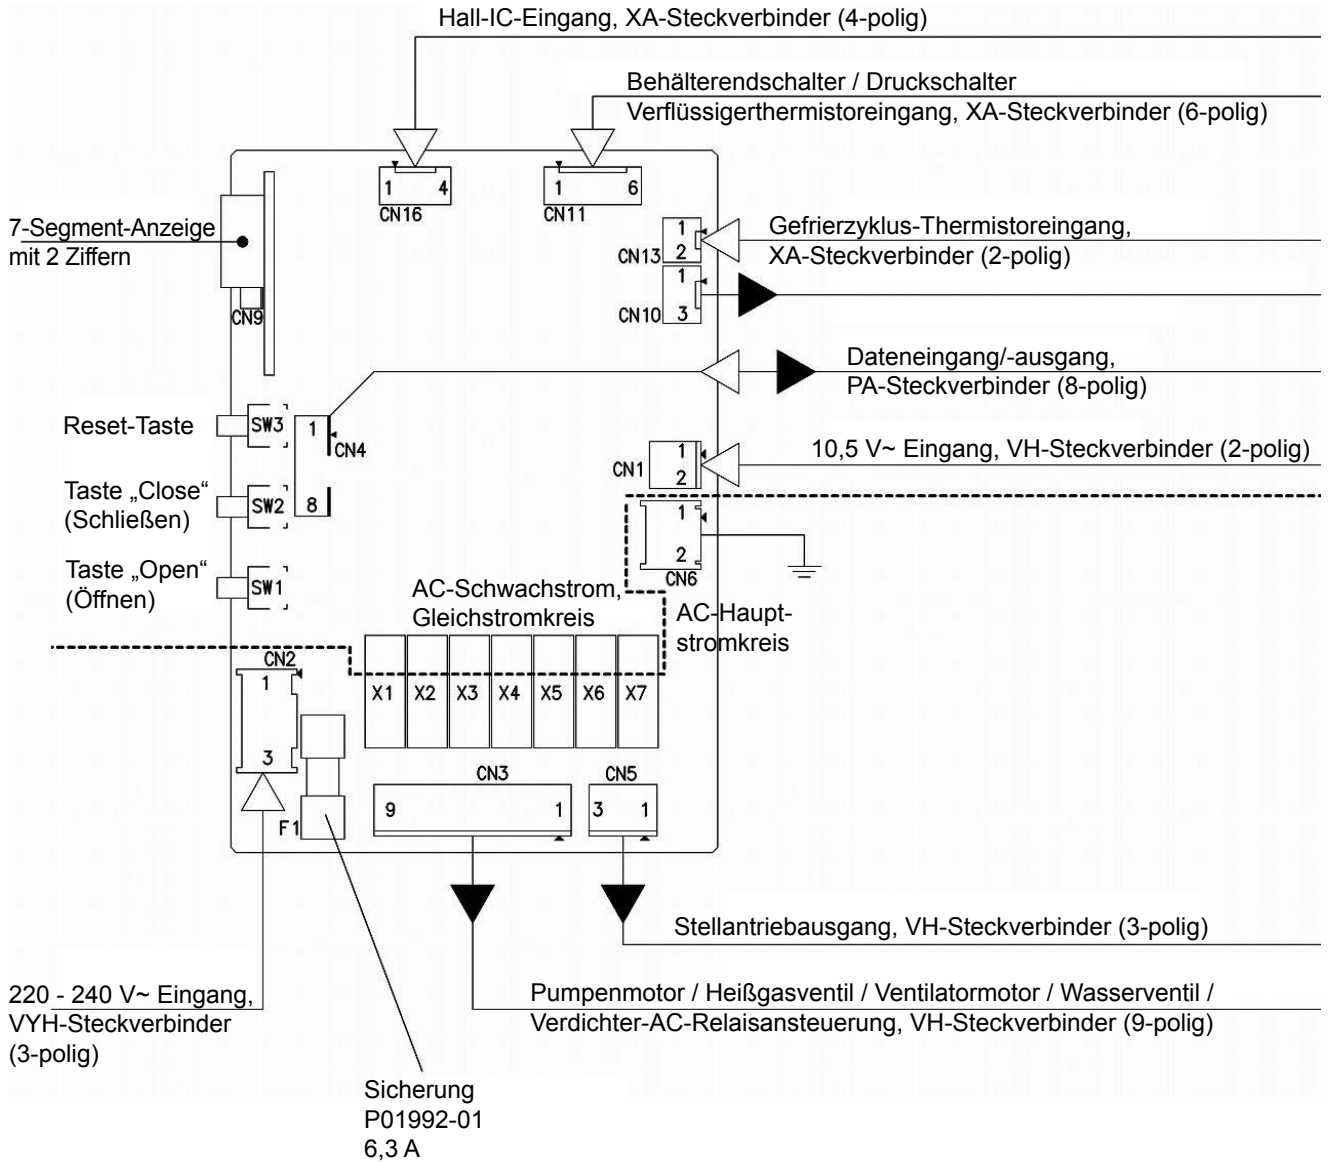 Hall-IC-Eingang, XA-Steckverbinder (4-polig)
Behälterendschalter / Druckschalter
Verflüssigerthermistoreingang, XA-Steckverbinder (6-polig)
1 4
CN16
1 6
CN11
7-Segment-Anzeige
mit 2 Ziffern
CN9
1
2
CN13
Gefrierzyklus-Thermistoreingang,
XA-Steckverbinder (2-polig)
1
3
CN10
Dateneingang/-ausgang,
PA-Steckverbinder (8-polig)
Reset-Taste
SW3
1
CN4
8
10,5 V~ Eingang, VH-Steckverbinder (2-polig)
1
2
CN1
Taste „Close“
(Schließen)
SW2
1
2
CN6
Taste „Open“
(Öffnen)
SW1
AC-Schwachstrom,
Gleichstromkreis
AC-Haupt-
stromkreis
CN2
1
3
X1 X2 X3 X4 X5 X6 X7
CN3
9 1
CN5
3 1
F1
Stellantriebausgang, VH-Steckverbinder (3-polig)
220 - 240 V~ Eingang,
VYH-Steckverbinder
(3-polig)
Pumpenmotor / Heißgasventil / Ventilatormotor / Wasserventil /
Verdichter-AC-Relaisansteuerung, VH-Steckverbinder (9-polig)
Sicherung
P01992-01
6,3 A